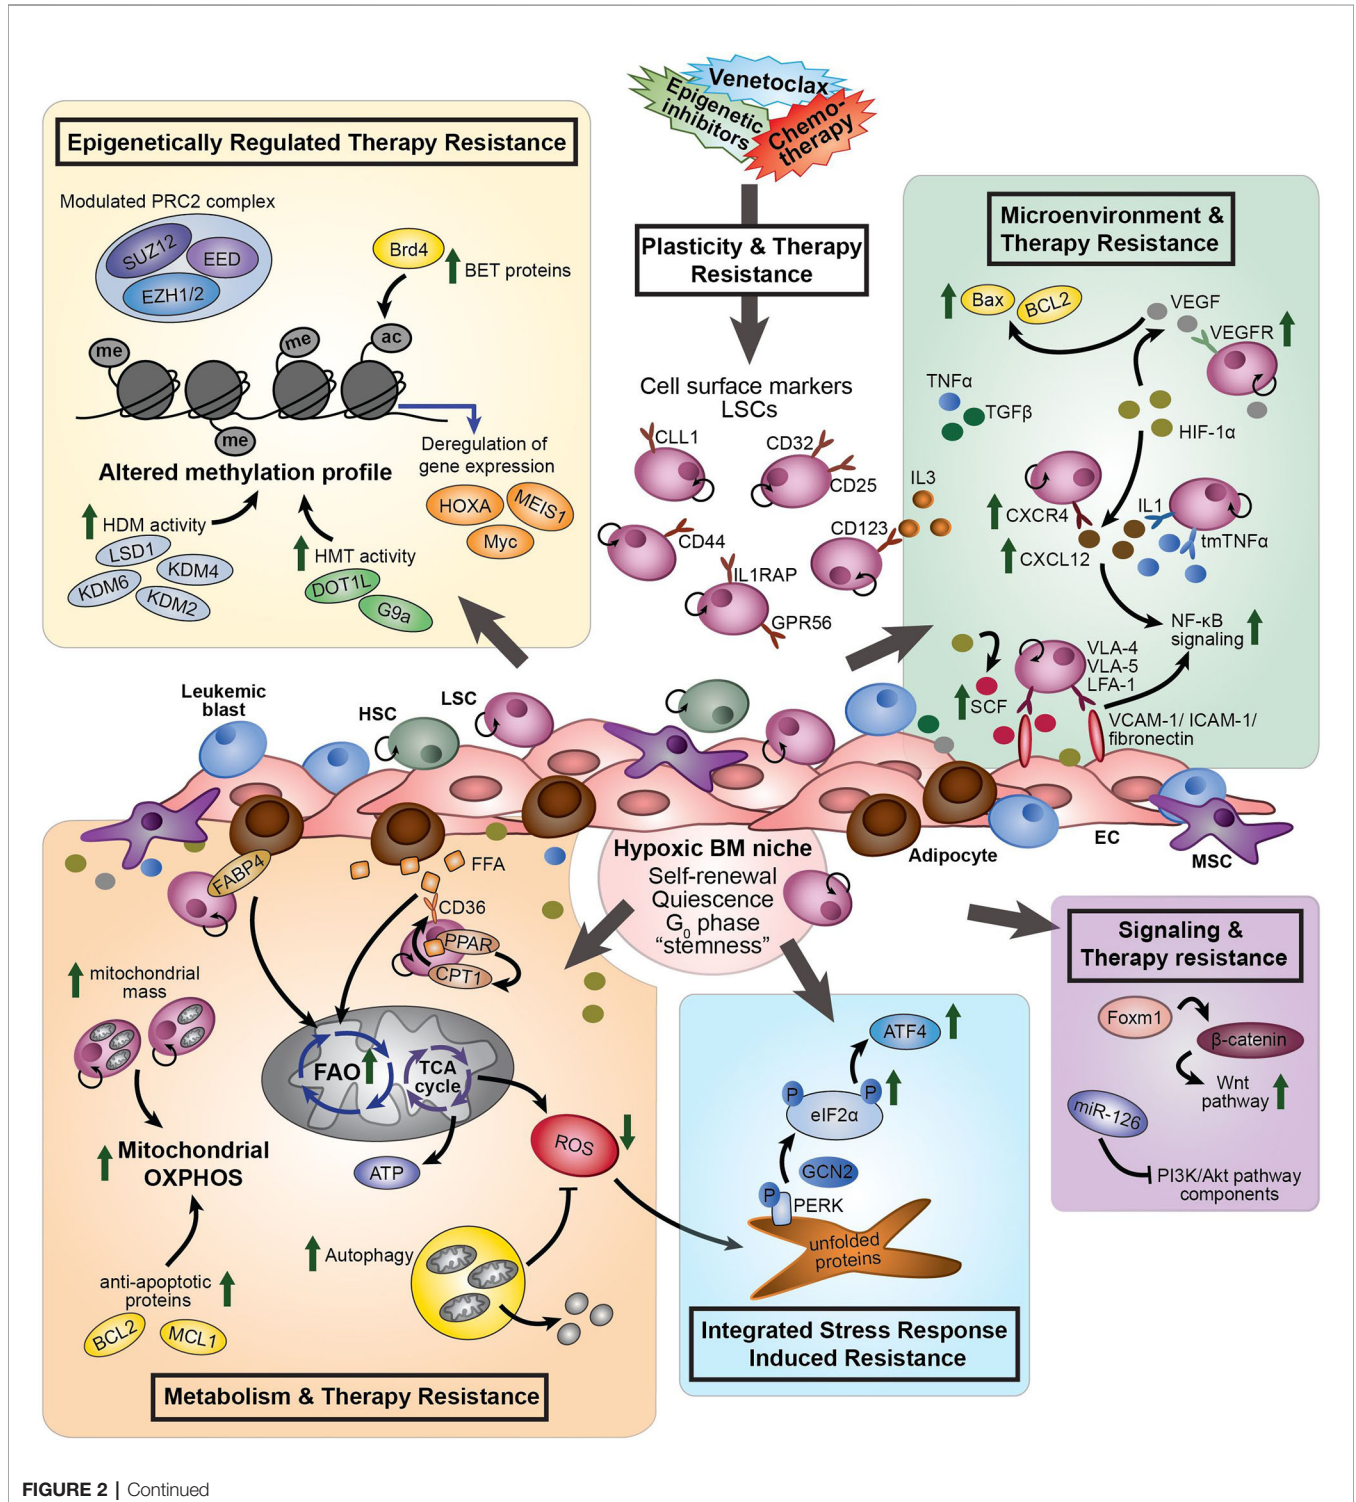 Venetoclax
Epigenetic
inhibitors
Chemo-
therapy
Epigenetically Regulated Therapy Resistance
Modulated PRC2 complex
SUZ12
EED
EZH1/2
Brd4
BET proteins
me
me
ac
me
Altered methylation profile
Deregulation of
gene expression
HOXA
MEIS1
Myc
HDM activity
LSD1
KDM4
KDM6
KDM2
HMT activity
DOT1L
G9a
Plasticity & Therapy
Resistance
Cell surface markers
LSCs
CLL1
CD32
CD25
CD44
CD123
IL3
IL1RAP
GPR56
Microenvironment &
Therapy Resistance
Bax
BCL2
VEGF
VEGFR
TNFα
TGFβ
HIF-1α
CXCR4
IL1
tmTNFα
CXCL12
NF-κB
signaling
VLA-4
VLA-5
LFA-1
SCF
VCAM-1/ ICAM-1/
fibronectin
Leukemic
blast
HSC
LSC
Adipocyte
EC
MSC
Hypoxic BM niche
Self-renewal
Quiescence
G0 phase
“stemness”
FABP4
FFA
CD36
PPAR
CPT1
mitochondrial
mass
FAO
TCA
cycle
ATP
ROS
Mitochondrial
OXPHOS
Autophagy
anti-apoptotic
proteins
BCL2
MCL1
Metabolism & Therapy Resistance
ATF4
P
P
eIF2α
GCN2
P
PERK
unfolded
proteins
Integrated Stress Response
Induced Resistance
Signaling &
Therapy resistance
Foxm1
β-catenin
Wnt
pathway
miR-126
PI3K/Akt pathway
components
FIGURE 2 | Continued